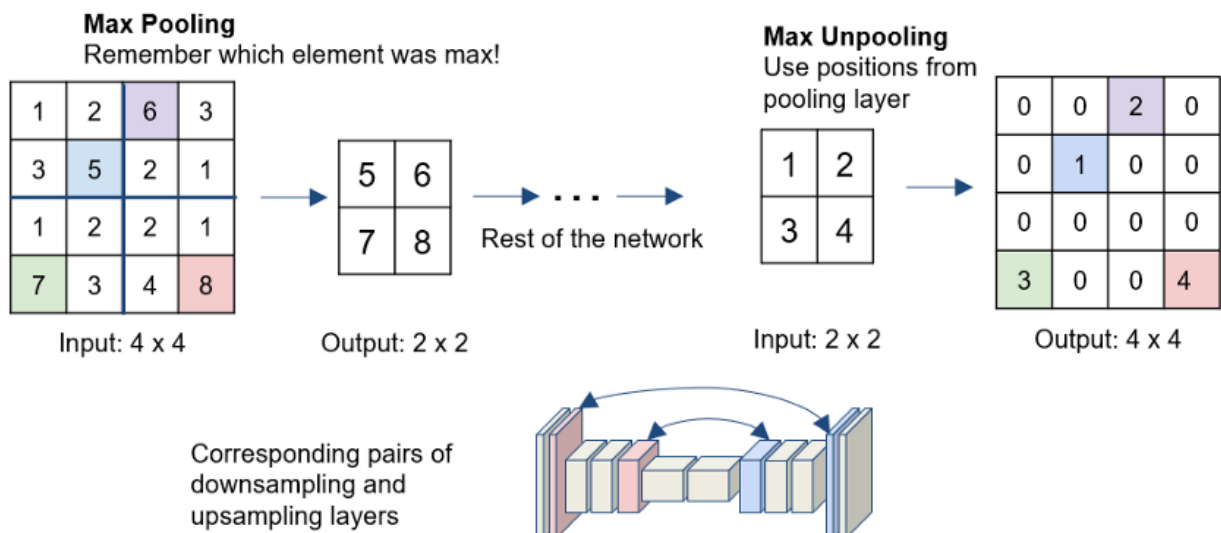 Max Pooling
Remember which element was max!
1 2 6 3
3 5 2 1
1 2 2 1
7 3 4 8
Input: 4 x 4
5 6
7 8
Output: 2 x 2
. . .
Rest of the network
Max Unpooling
Use positions from
pooling layer
1 2
3 4
Input: 2 x 2
0 0 2 0
0 1 0 0
0 0 0 0
3 0 0 4
Output: 4 x 4
Corresponding pairs of
downsampling and
upsampling layers